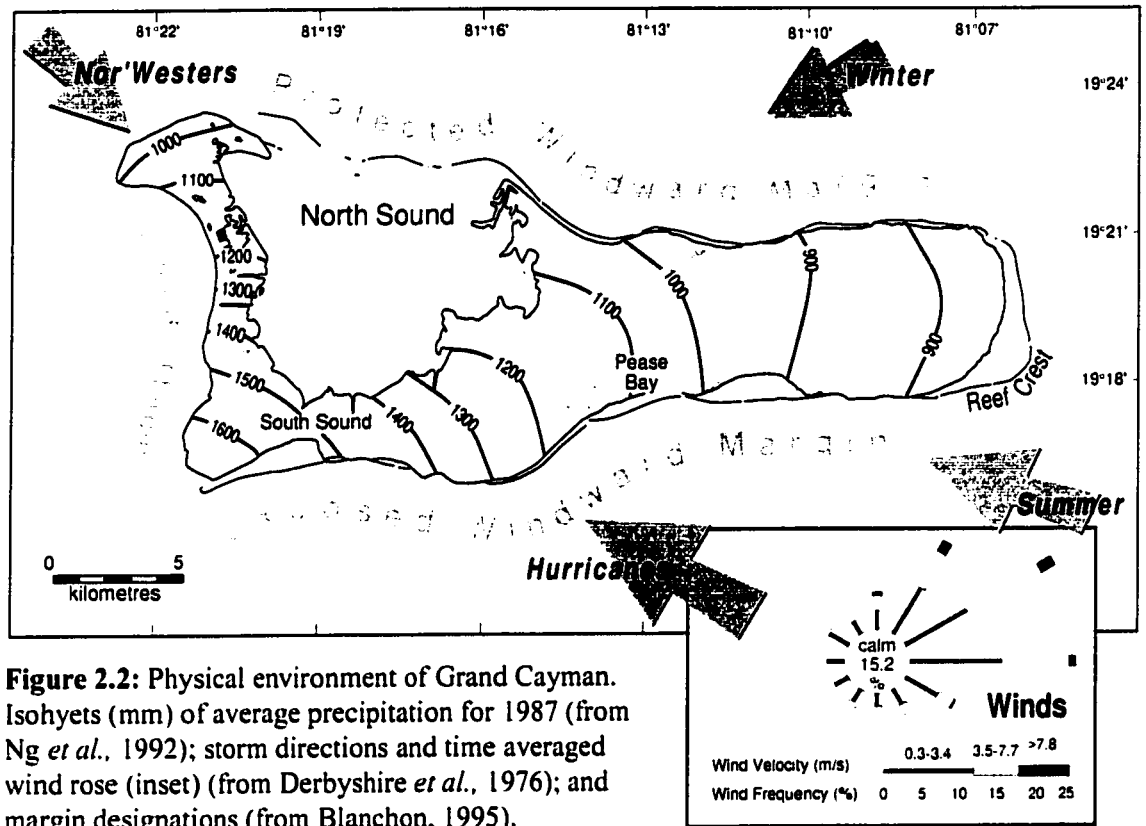 81°22' 81°19' 81°16' 81°13' 81°10' 81°07'
Nor'Westers
Winter
19°24'
Protected Windward Margin
1000
1100
North Sound
19°21'
1200
1300
1000
900
1100
1400
1200
900
Pease
Bay
19°18'
1500
Reef Crest
South Sound
1400
1300
1600
Margin
Windward
Summer
Hurricanes
0 5
kilometres
calm
15.2
%
Winds
0.3-3.4 3.5-7.7 >7.8
Wind Velocity (m/s)
Wind Frequency (%) 0 5 10 15 20 25
Figure 2.2: Physical environment of Grand Cayman.
Isohyets (mm) of average precipitation for 1987 (from
Ng et al., 1992); storm directions and time averaged
wind rose (inset) (from Derbyshire et al., 1976); and
margin designations (from Blanchon, 1995).